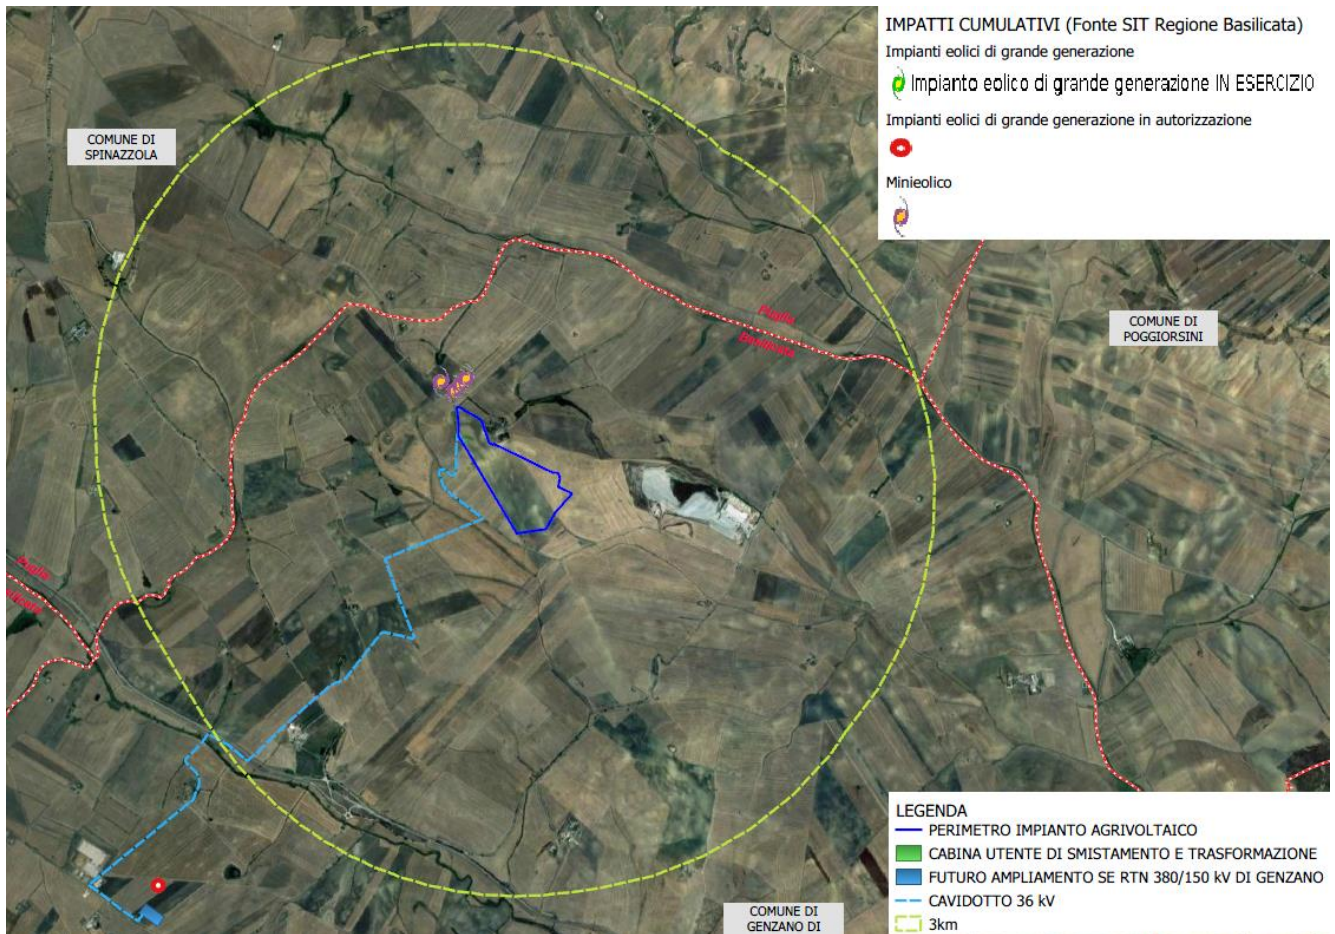 IMPATTI CUMULATIVI (Fonte SIT Regione Basilicata)
Impianti eolici di grande generazione
Impianto eolico di grande generazione IN ESERCIZIO
Impianti eolici di grande generazione in autorizzazione
Minieolico
COMUNE DI
SPINAZZOLA
Puglia
Basilicata
COMUNE DI
POGGIORSINI
Puglia
LEGENDA
PERIMETRO IMPIANTO AGRIVOLTAICO
CABINA UTENTE DI SMISTAMENTO E TRASFORMAZIONE
FUTURO AMPLIAMENTO SE RTN 380/150 kV DI GENZANO
CAVIDOTTO 36 kV
3km
COMUNE DI
GENZANO DI